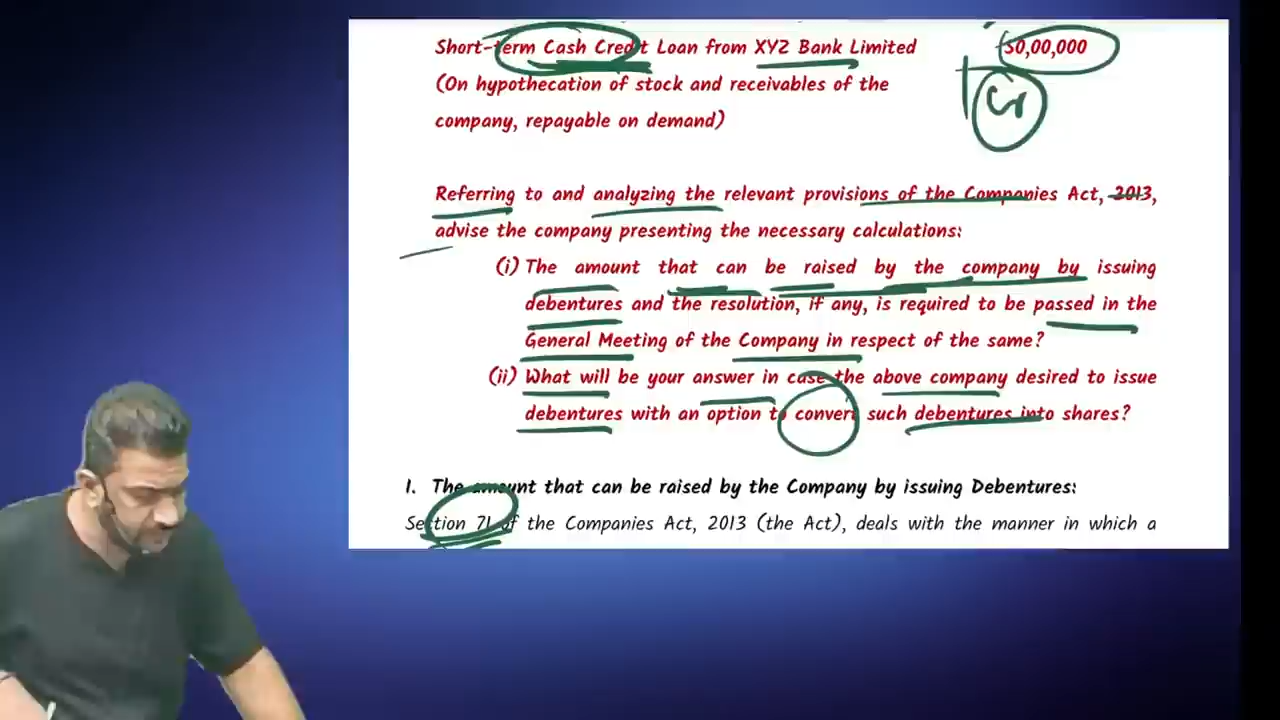 Short-term Cash Credit Loan from XYZ Bank Limited 50,00,000
(On hypothecation of stock and receivables of the
company, repayable on demand)
Referring to and analyzing the relevant provisions of the Companies Act, 2013,
advise the company presenting the necessary calculations:
(i) The amount that can be raised by the company by issuing
debentures and the resolution, if any, is required to be passed in the
General Meeting of the Company in respect of the same?
(ii) What will be your answer in case the above company desired to issue
debentures with an option to convert such debentures into shares?
1. The amount that can be raised by the Company by issuing Debentures:
Section 71 of the Companies Act, 2013 (the Act), deals with the manner in which a